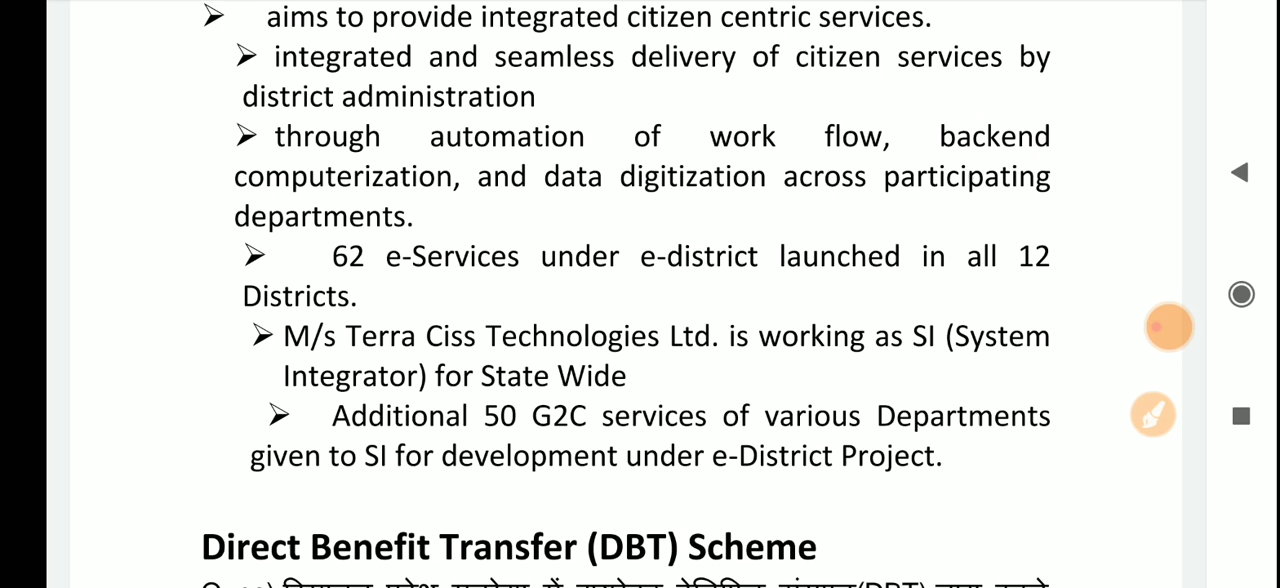 ➢ aims to provide integrated citizen centric services.
➢ integrated and seamless delivery of citizen services by
district administration
➢ through automation of work flow, backend
computerization, and data digitization across participating
departments.
➢ 62 e-Services under e-district launched in all 12
Districts.
➢ M/s Terra Ciss Technologies Ltd. is working as SI (System
Integrator) for State Wide
➢ Additional 50 G2C services of various Departments
given to SI for development under e-District Project.
Direct Benefit Transfer (DBT) Scheme